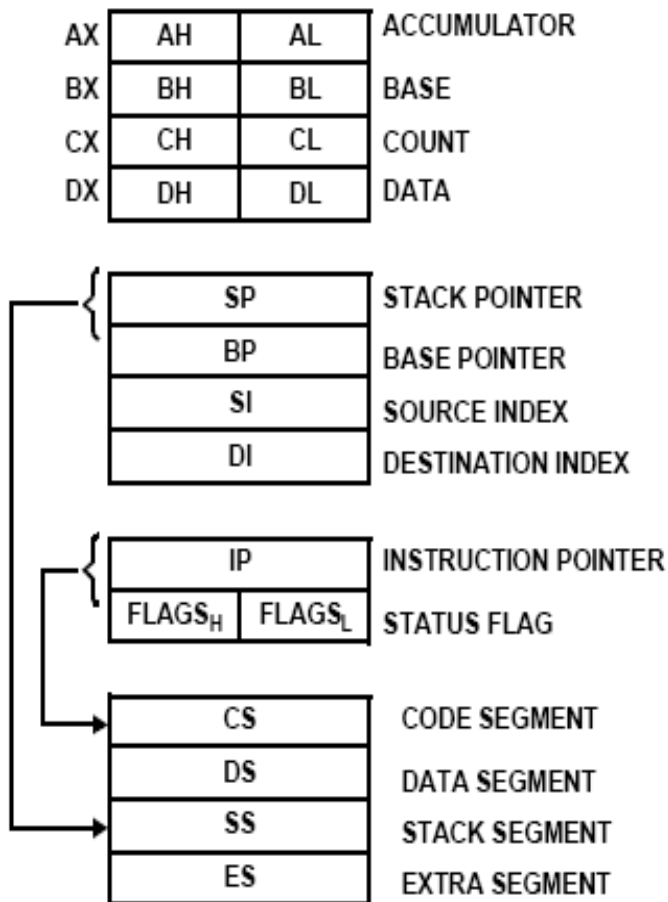 AX AH AL ACCUMULATOR
BX BH BL BASE
CX CH CL COUNT
DX DH DL DATA
SP STACK POINTER
BP BASE POINTER
SI SOURCE INDEX
DI DESTINATION INDEX
IP INSTRUCTION POINTER
FLAGSH FLAGSL STATUS FLAG
CS CODE SEGMENT
DS DATA SEGMENT
SS STACK SEGMENT
ES EXTRA SEGMENT